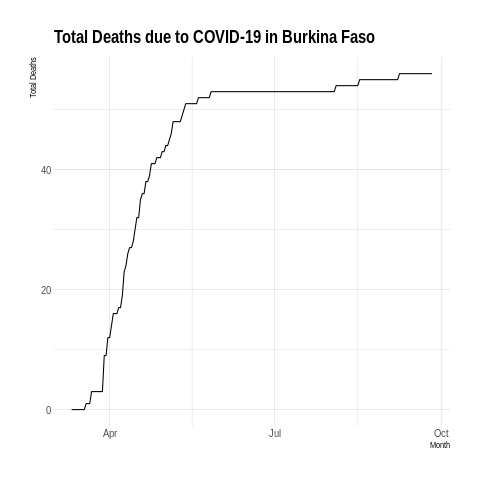 Total Deaths due to COVID-19 in Burkina Faso
Total Deaths
40
20
0
Apr Jul Oct
Month